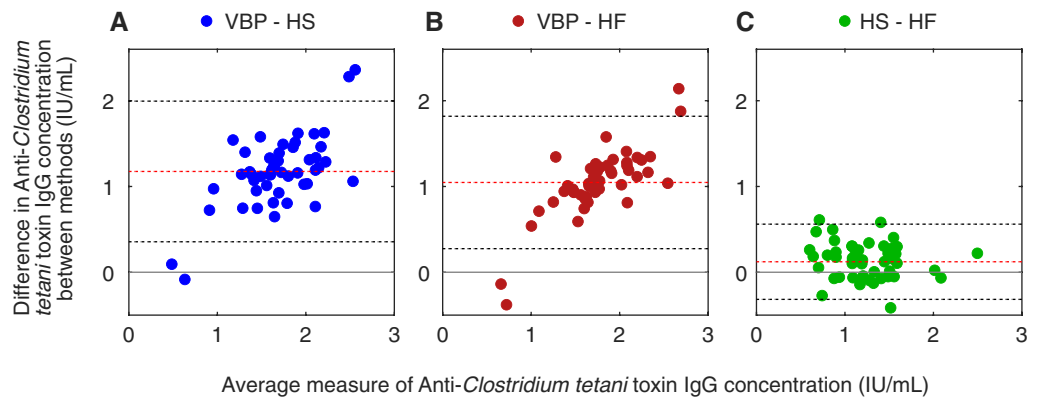 A VBP - HS
B VBP - HF
C HS - HF
Difference in Anti-Clostridium
tetani toxin IgG concentration
between methods (IU/mL)
2
1
0
0 1 2 3
2
1
0
0 1 2 3
2
1
0
0 1 2 3
Average measure of Anti-Clostridium tetani toxin IgG concentration (IU/mL)